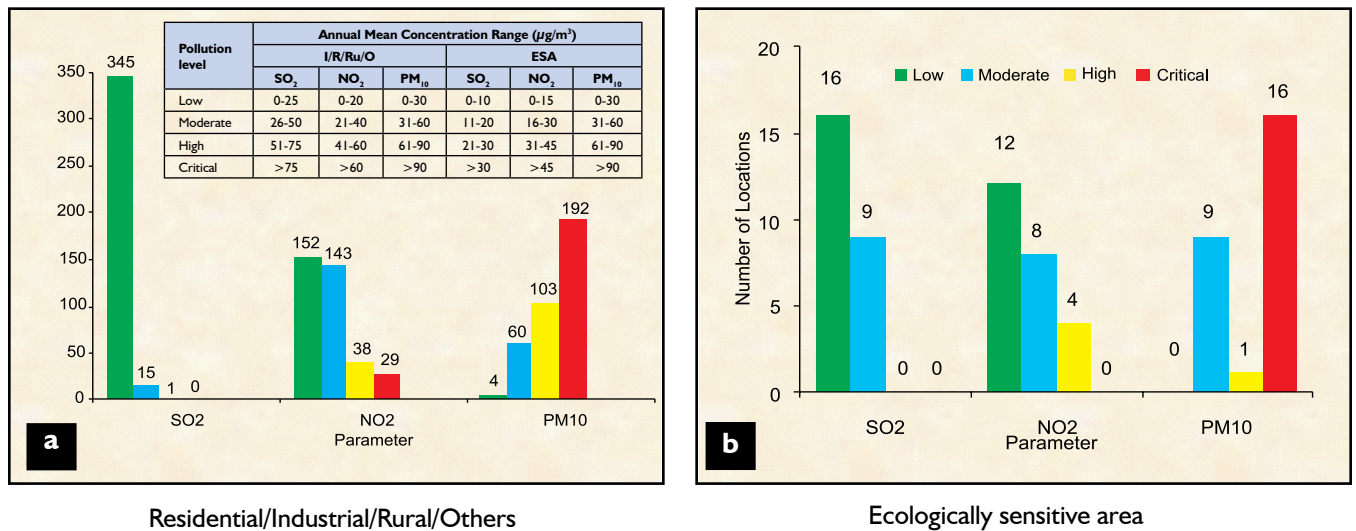 Pollution level
Annual Mean Concentration Range (µg/m³)
I/R/Ru/O ESA
SO₂ NO₂ PM₁₀ SO₂ NO₂ PM₁₀
Low 0-25 0-20 0-30 0-10 0-15 0-30
Moderate 26-50 21-40 31-60 11-20 16-30 31-60
High 51-75 41-60 61-90 21-30 31-45 61-90
Critical >75 >60 >90 >30 >45 >90
350
300
250
200
150
100
50
0
345 15 1 0
152 143 38 29
4 60 103 192
SO2 NO2 PM10
Parameter
a
Residential/Industrial/Rural/Others
Low Moderate High Critical
Number of Locations
20
15
10
5
0
16 9 0 0
12 8 4 0
0 9 1 16
SO2 NO2 PM10
Parameter
b
Ecologically sensitive area